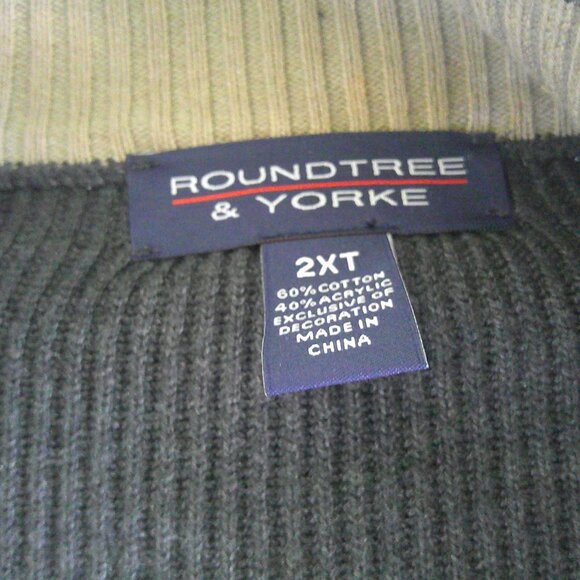 ROUNDTREE
& YORKE
2XT
60% COTTON
40% ACRYLIC
EXCLUSIVE OF
DECORATION
MADE IN
CHINA